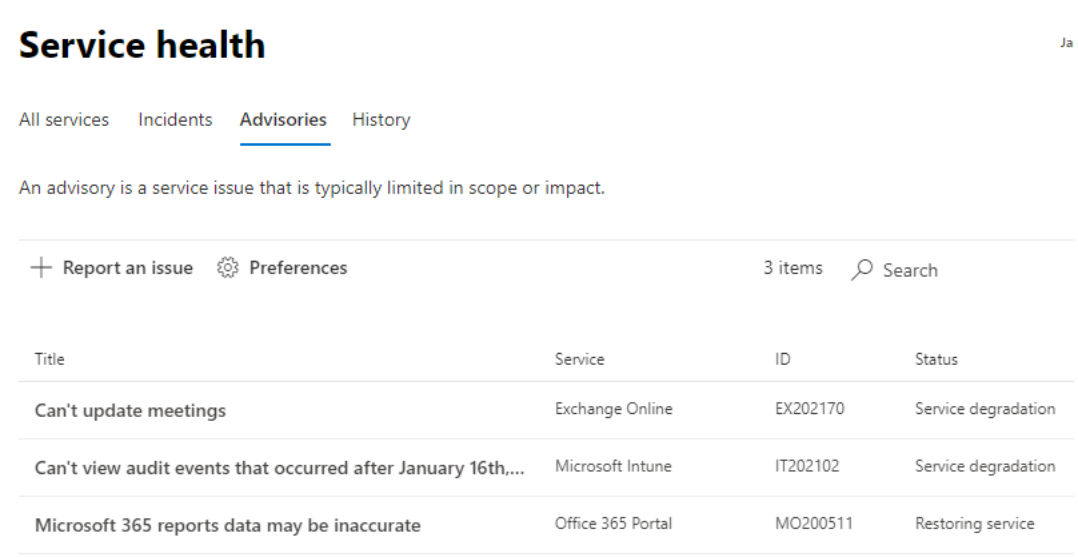 Service health
Ja
All services Incidents Advisories History
An advisory is a service issue that is typically limited in scope or impact.
Report an issue Preferences 3 items Search
Title Service ID Status
Can't update meetings Exchange Online EX202170 Service degradation
Can't view audit events that occurred after January 16th,... Microsoft Intune IT202102 Service degradation
Microsoft 365 reports data may be inaccurate Office 365 Portal MO200511 Restoring service